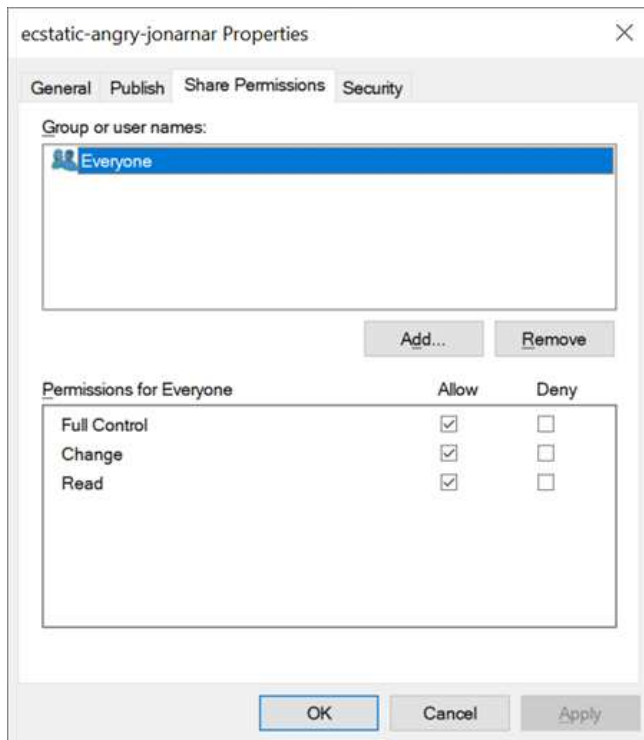 ecstatic-angry-jonarnar Properties
General Publish Share Permissions Security
Group or user names:
Everyone
Add... Remove
Permissions for Everyone Allow Deny
Full Control
Change
Read
OK Cancel Apply